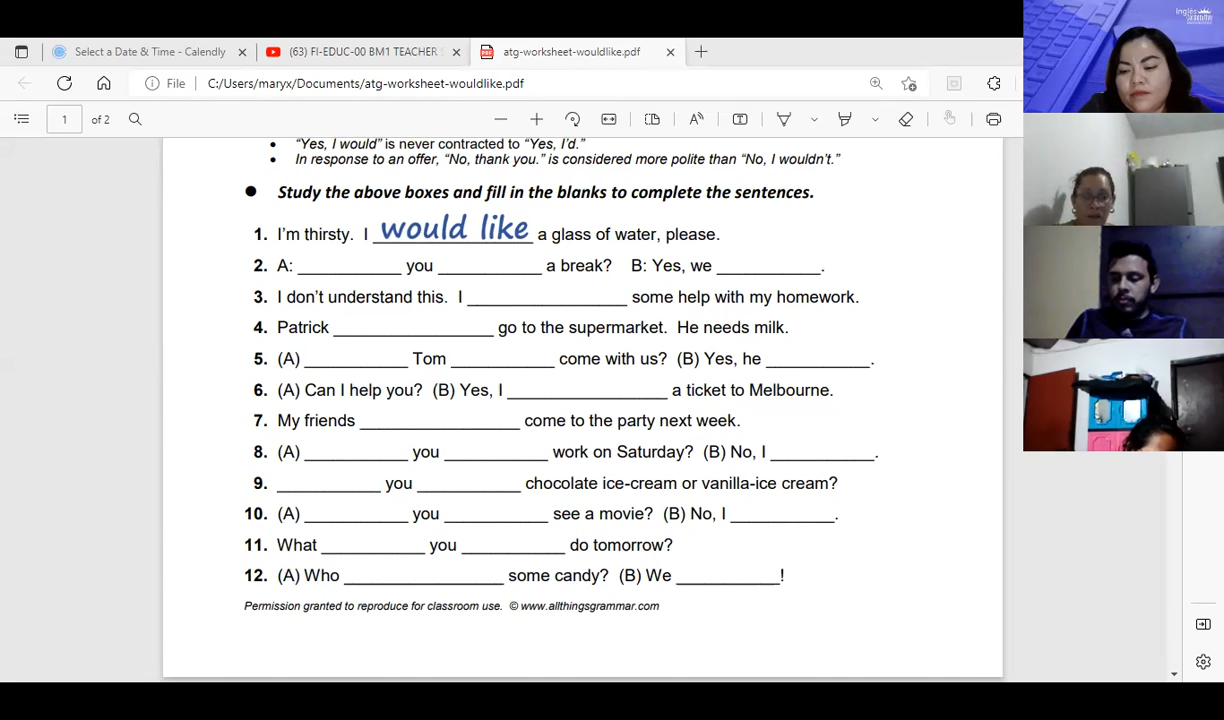 Inglés
Select a Date & Time - Calendly
(63) FI-EDUC-00 BM1 TEACHER
atg-worksheet-wouldlike.pdf
File
C:/Users/maryx/Documents/atg-worksheet-wouldlike.pdf
1 of 2
"Yes, I would" is never contracted to "Yes, I'd."
In response to an offer, "No, thank you." is considered more polite than "No, I wouldn't."
Study the above boxes and fill in the blanks to complete the sentences.
1. I'm thirsty. I would like a glass of water, please.
2. A: ___________ you ___________ a break? B: Yes, we ___________.
3. I don't understand this. I _________________ some help with my homework.
4. Patrick _________________ go to the supermarket. He needs milk.
5. (A) ___________ Tom ___________ come with us? (B) Yes, he ___________.
6. (A) Can I help you? (B) Yes, I _________________ a ticket to Melbourne.
7. My friends _________________ come to the party next week.
8. (A) ___________ you ___________ work on Saturday? (B) No, I ___________.
9. ___________ you ___________ chocolate ice-cream or vanilla-ice cream?
10. (A) ___________ you ___________ see a movie? (B) No, I ___________.
11. What ___________ you ___________ do tomorrow?
12. (A) Who _________________ some candy? (B) We ___________!
Permission granted to reproduce for classroom use. © www.allthingsgrammar.com